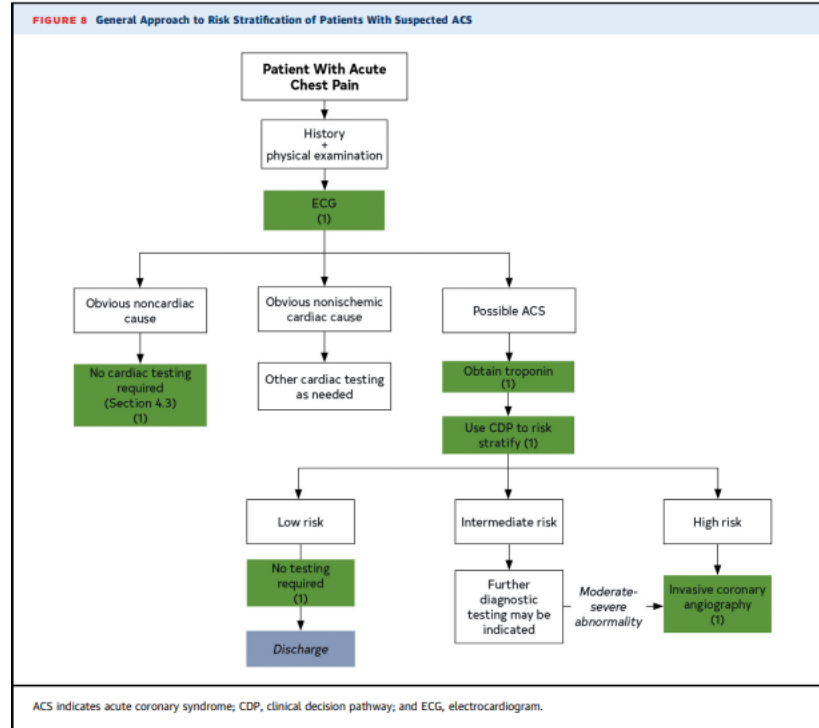 FIGURE 8 General Approach to Risk Stratification of Patients With Suspected ACS
Patient With Acute
Chest Pain
History
+
physical examination
ECG
(1)
Obvious noncardiac
cause
Obvious nonischemic
cardiac cause
Possible ACS
No cardiac testing
required
(Section 4.3)
(1)
Other cardiac testing
as needed
Obtain troponin
(1)
Use CDP to risk
stratify (1)
Low risk
Intermediate risk
High risk
No testing
required
(1)
Further
diagnostic
testing may be
indicated
Moderate-
severe
abnormality
Invasive coronary
angiography
(1)
Discharge
ACS indicates acute coronary syndrome; CDP, clinical decision pathway; and ECG, electrocardiogram.